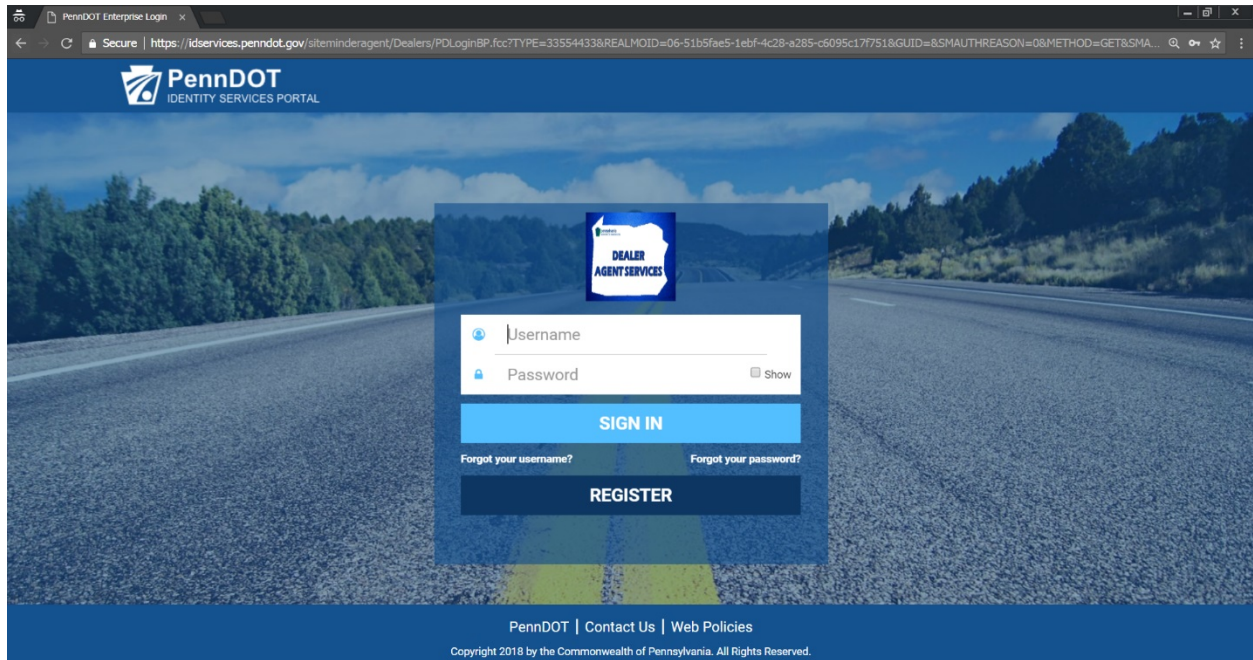 PennDOT Enterprise Login
Secure | https://idservices.penndot.gov/siteminderagent/Dealers/PDLoginBP.fcc?TYPE=33554433&REALMOID=06-51b5fae5-1ebf-4c28-a285-c6095c17f751&GUID=&SMAUTHREASON=0&METHOD=GET&SMA...
PennDOT
IDENTITY SERVICES PORTAL
DEALER
AGENT SERVICES
Username
Password
Show
SIGN IN
Forgot your username? Forgot your password?
REGISTER
PennDOT | Contact Us | Web Policies
Copyright 2018 by the Commonwealth of Pennsylvania. All Rights Reserved.